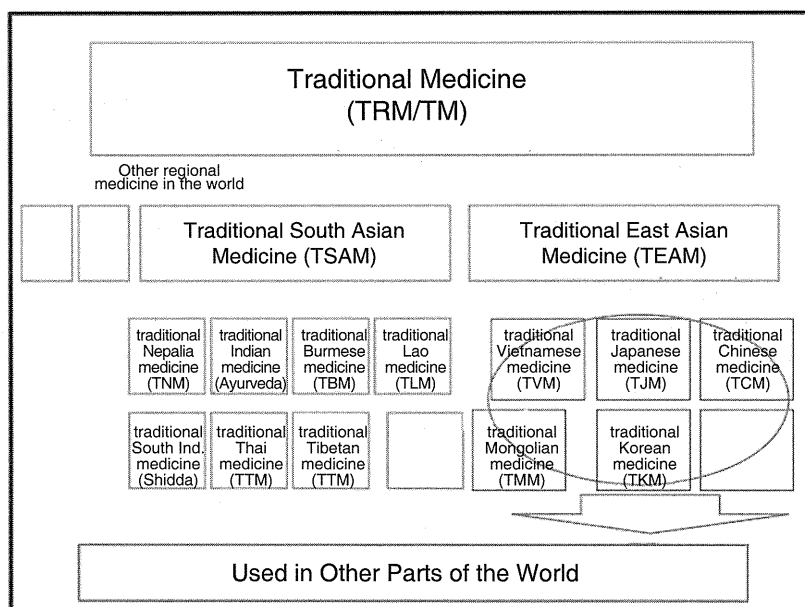 Traditional Medicine
(TRM/TM)
Other regional
medicine in the world
Traditional South Asian
Medicine (TSAM)
Traditional East Asian
Medicine (TEAM)
traditional
Nepalia
medicine
(TNM)
traditional
Indian
medicine
(Ayurveda)
traditional
Burmese
medicine
(TBM)
traditional
Lao
medicine
(TLM)
traditional
Vietnamese
medicine
(TVM)
traditional
Japanese
medicine
(TJM)
traditional
Chinese
medicine
(TCM)
traditional
South Ind.
medicine
(Shidda)
traditional
Thai
medicine
(TTM)
traditional
Tibetan
medicine
(TTM)
traditional
Mongolian
medicine
(TMM)
traditional
Korean
medicine
(TKM)
Used in Other Parts of the World